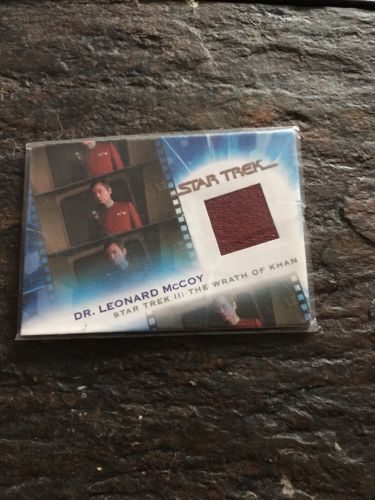 STAR TREK
DR. LEONARD McCOY
STAR TREK II: THE WRATH OF KHAN